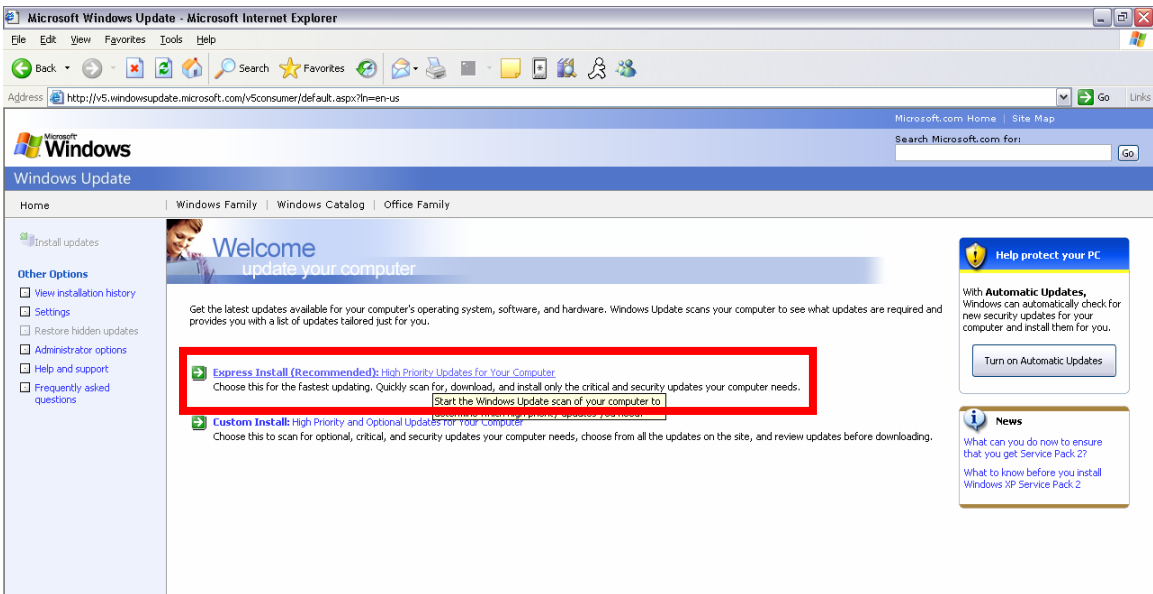 Microsoft Windows Update - Microsoft Internet Explorer
File Edit View Favorites Tools Help
Back Search Favorites
Address http://v5.windowsupdate.microsoft.com/v5consumer/default.aspx?ln=en-us Go Links
Microsoft.com Home | Site Map
Microsoft
Windows
Search Microsoft.com for:
Go
Windows Update
Home | Windows Family | Windows Catalog | Office Family
Install updates
Other Options
View installation history
Settings
Restore hidden updates
Administrator options
Help and support
Frequently asked
questions
Welcome
update your computer
Get the latest updates available for your computer's operating system, software, and hardware. Windows Update scans your computer to see what updates are required and
provides you with a list of updates tailored just for you.
Express Install (Recommended): High Priority Updates for Your Computer
Choose this for the fastest updating. Quickly scan for, download, and install only the critical and security updates your computer needs.
Start the Windows Update scan of your computer to
determine which high priority updates you need.
Custom Install: High Priority and Optional Updates for Your Computer
Choose this to scan for optional, critical, and security updates your computer needs, choose from all the updates on the site, and review updates before downloading.
Help protect your PC
With Automatic Updates,
Windows can automatically check for
new security updates for your
computer and install them for you.
Turn on Automatic Updates
News
What can you do now to ensure
that you get Service Pack 2?
What to know before you install
Windows XP Service Pack 2